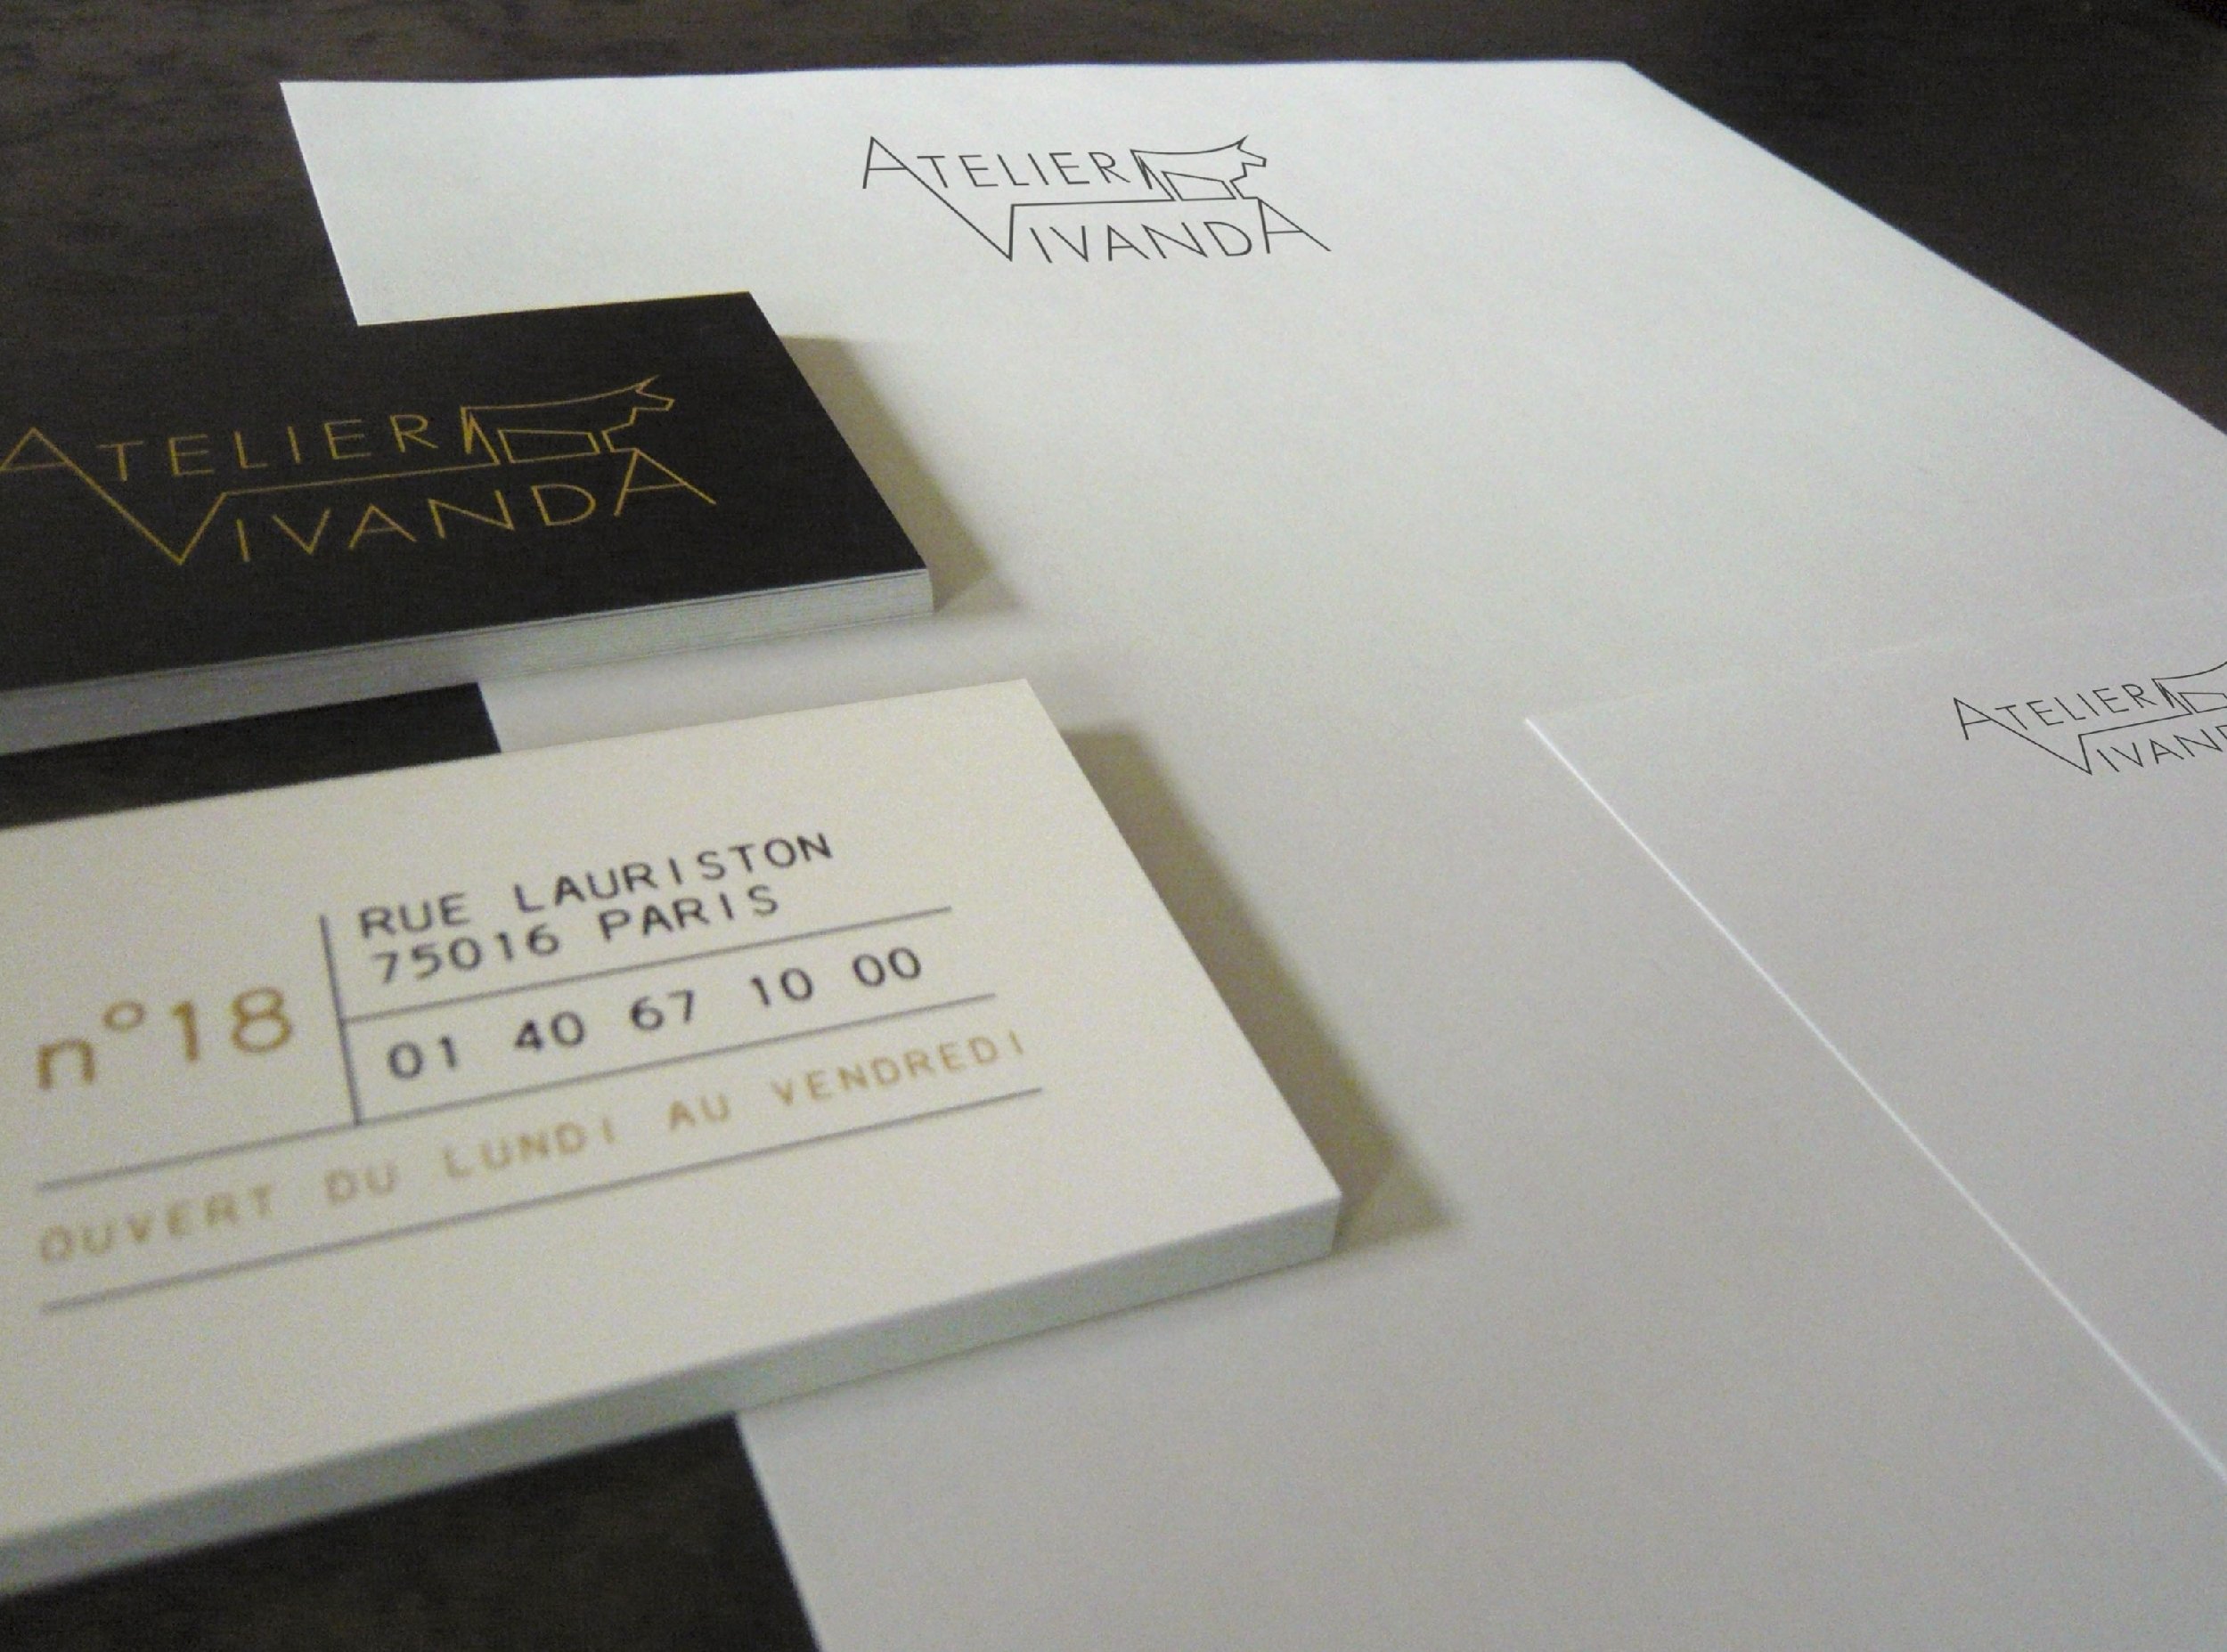 ATELIER
VIVANDA
ATELIER
VIVANDA
ATELIER
VIVAND
n°18
RUE LAURISTON
75016 PARIS
01 40 67 10 00
OUVERT DU LUNDI AU VENDREDI